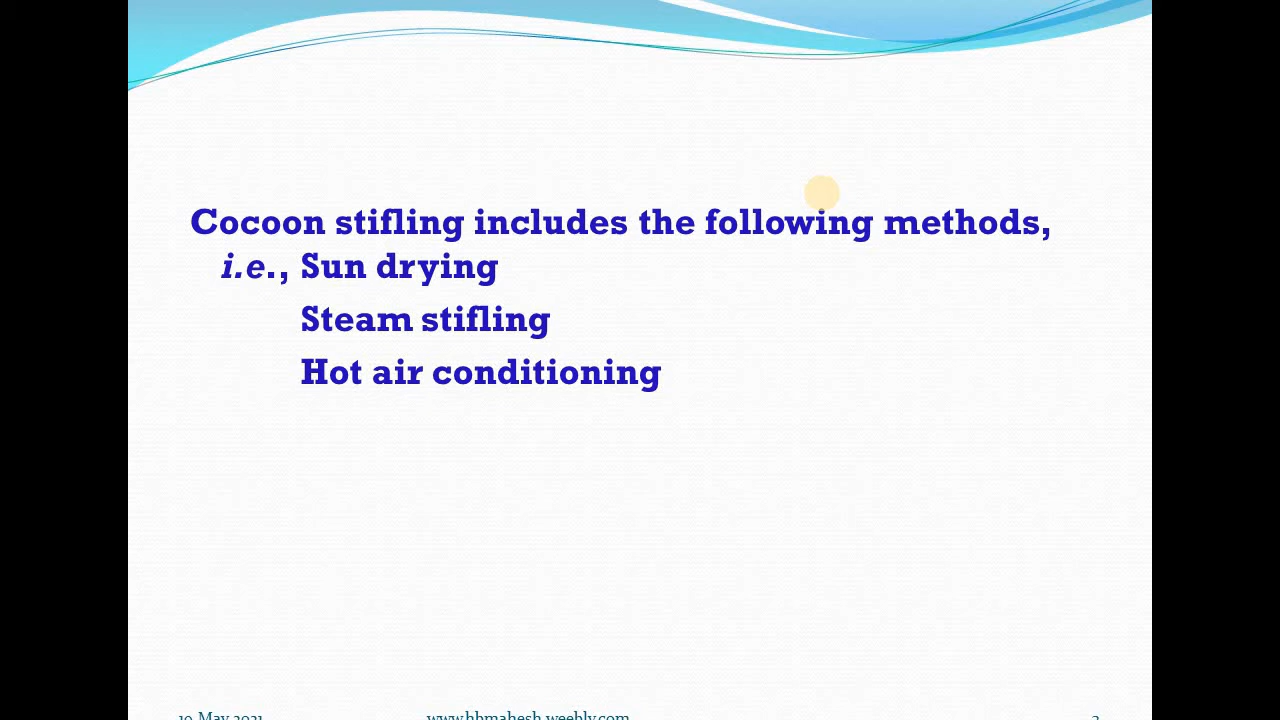 Cocoon stifling includes the following methods,
i.e., Sun drying
Steam stifling
Hot air conditioning
19 May 2021 www.hbmahesh.weebly.com